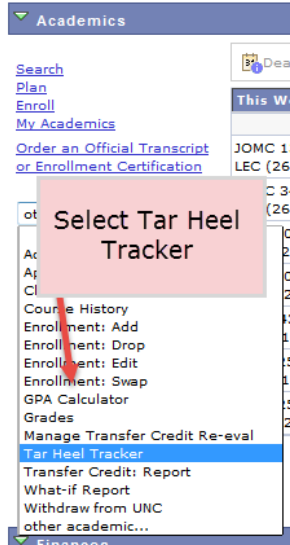 Academics
Search
Plan
Enroll
My Academics
Order an Official Transcript
or Enrollment Certification
This
JOMC 1
LEC (26
Select Tar Heel
Tracker
Course History
Enrollment: Add
Enrollment: Drop
Enrollment: Edit
Enrollment: Swap
GPA Calculator
Grades
Manage Transfer Credit Re-eval
Tar Heel Tracker
Transfer Credit: Report
What-if Report
Withdraw from UNC
other academic...
Finances